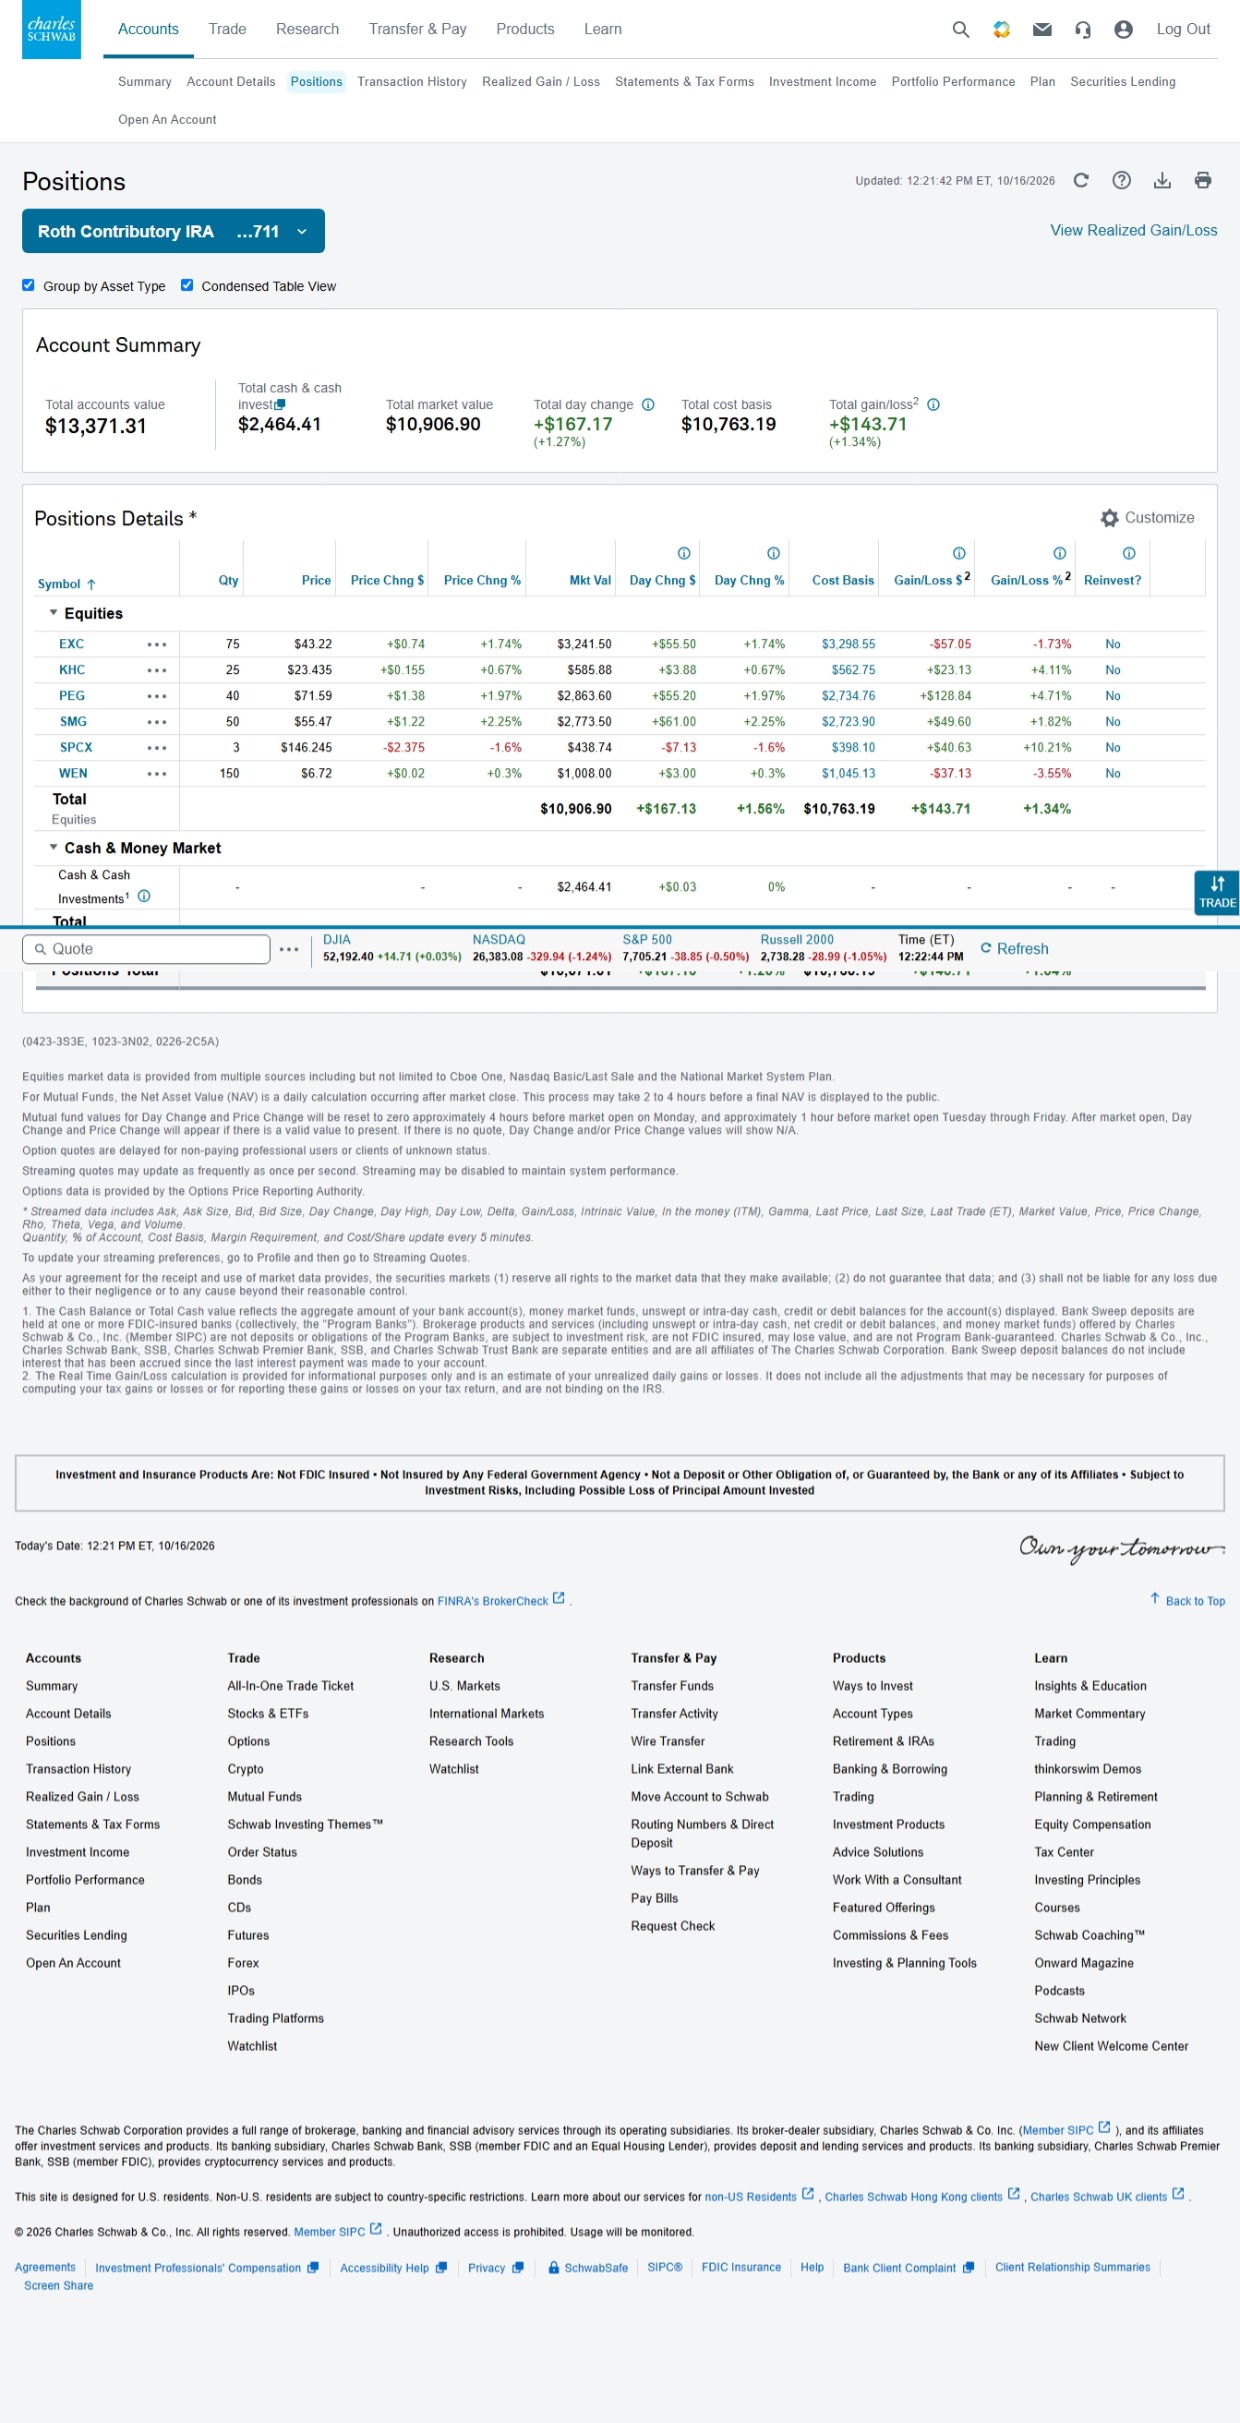 charles
SCHWAB
Accounts Trade Research Transfer & Pay Products Learn Log Out
Summary Account Details Positions Transaction History Realized Gain / Loss Statements & Tax Forms Investment Income Portfolio Performance Plan Securities Lending
Open An Account
Positions
Updated: 12:21:42 PM ET, 10/16/2026
Roth Contributory IRA ...711
View Realized Gain/Loss
Group by Asset Type Condensed Table View
Account Summary
Total accounts value
$13,371.31
Total cash & cash
invest
$2,464.41
Total market value
$10,906.90
Total day change
+$167.17
(+1.27%)
Total cost basis
$10,763.19
Total gain/loss2
+$143.71
(+1.34%)
Positions Details *
Customize
Symbol Qty Price Price Chng $ Price Chng % Mkt Val Day Chng $ Day Chng % Cost Basis Gain/Loss $2 Gain/Loss %2 Reinvest?
Equities
EXC ••• 75 $43.22 +$0.74 +1.74% $3,241.50 +$55.50 +1.74% $3,298.55 -$57.05 -1.73% No
KHC ••• 25 $23.435 +$0.155 +0.67% $585.88 +$3.88 +0.67% $562.75 +$23.13 +4.11% No
PEG ••• 40 $71.59 +$1.38 +1.97% $2,863.60 +$55.20 +1.97% $2,734.76 +$128.84 +4.71% No
SMG ••• 50 $55.47 +$1.22 +2.25% $2,773.50 +$61.00 +2.25% $2,723.90 +$49.60 +1.82% No
SPCX ••• 3 $146.245 -$2.375 -1.6% $438.74 -$7.13 -1.6% $398.10 +$40.63 +10.21% No
WEN ••• 150 $6.72 +$0.02 +0.3% $1,008.00 +$3.00 +0.3% $1,045.13 -$37.13 -3.55% No
Total
Equities
$10,906.90 +$167.13 +1.56% $10,763.19 +$143.71 +1.34%
Cash & Money Market
Cash & Cash
Investments1
- - - $2,464.41 +$0.03 0% - - - -
Total
TRADE
Quote
DJIA
52,192.40 +14.71 (+0.03%)
NASDAQ
26,383.08 -329.94 (-1.24%)
S&P 500
7,705.21 -38.85 (-0.50%)
Russell 2000
2,738.28 -28.99 (-1.05%)
Time (ET)
12:22:44 PM
Refresh
Positions Total
(0423-3S3E, 1023-3N02, 0226-2C5A)
Equities market data is provided from multiple sources including but not limited to Cboe One, Nasdaq Basic/Last Sale and the National Market System Plan.
For Mutual Funds, the Net Asset Value (NAV) is a daily calculation occurring after market close. This process may take 2 to 4 hours before a final NAV is displayed to the public.
Mutual fund values for Day Change and Price Change will be reset to zero approximately 4 hours before market open on Monday, and approximately 1 hour before market open Tuesday through Friday. After market open, Day
Change and Price Change will appear if there is a valid value to present. If there is no quote, Day Change and/or Price Change values will show N/A.
Option quotes are delayed for non-paying professional users or clients of unknown status.
Streaming quotes may update as frequently as once per second. Streaming may be disabled to maintain system performance.
Options data is provided by the Options Price Reporting Authority.
* Streamed data includes Ask, Ask Size, Bid, Bid Size, Day Change, Day High, Day Low, Delta, Gain/Loss, Intrinsic Value, In the money (ITM), Gamma, Last Price, Last Size, Last Trade (ET), Market Value, Price, Price Change,
Rho, Theta, Vega, and Volume.
Quantity, % of Account, Cost Basis, Margin Requirement, and Cost/Share update every 5 minutes.
To update your streaming preferences, go to Profile and then go to Streaming Quotes.
As your agreement for the receipt and use of market data provides, the securities markets (1) reserve all rights to the market data that they make available; (2) do not guarantee that data; and (3) shall not be liable for any loss due
either to their negligence or to any cause beyond their reasonable control.
1. The Cash Balance or Total Cash value reflects the aggregate amount of your bank account(s), money market funds, unswept or intra-day cash, credit or debit balances for the account(s) displayed. Bank Sweep deposits are
held at one or more FDIC-insured banks (collectively, the "Program Banks"). Brokerage products and services (including unswept or intra-day cash, net credit or debit balances, and money market funds) offered by Charles
Schwab & Co., Inc. (Member SIPC) are not deposits or obligations of the Program Banks, are subject to investment risk, are not FDIC insured, may lose value, and are not Program Bank-guaranteed. Charles Schwab & Co., Inc.,
Charles Schwab Bank, SSB, Charles Schwab Premier Bank, SSB, and Charles Schwab Trust Bank are separate entities and are all affiliates of The Charles Schwab Corporation. Bank Sweep deposit balances do not include
interest that has been accrued since the last interest payment was made to your account.
2. The Real Time Gain/Loss calculation is provided for informational purposes only and is an estimate of your unrealized daily gains or losses. It does not include all the adjustments that may be necessary for purposes of
computing your tax gains or losses or for reporting these gains or losses on your tax return, and are not binding on the IRS.
Investment and Insurance Products Are: Not FDIC Insured • Not Insured by Any Federal Government Agency • Not a Deposit or Other Obligation of, or Guaranteed by, the Bank or any of its Affiliates • Subject to
Investment Risks, Including Possible Loss of Principal Amount Invested
Today's Date: 12:21 PM ET, 10/16/2026
Own your tomorrow.
Check the background of Charles Schwab or one of its investment professionals on FINRA's BrokerCheck .
Back to Top
Accounts
Summary
Account Details
Positions
Transaction History
Realized Gain / Loss
Statements & Tax Forms
Investment Income
Portfolio Performance
Plan
Securities Lending
Open An Account
Trade
All-In-One Trade Ticket
Stocks & ETFs
Options
Crypto
Mutual Funds
Schwab Investing Themes™
Order Status
Bonds
CDs
Futures
Forex
IPOs
Trading Platforms
Watchlist
Research
U.S. Markets
International Markets
Research Tools
Watchlist
Transfer & Pay
Transfer Funds
Transfer Activity
Wire Transfer
Link External Bank
Move Account to Schwab
Routing Numbers & Direct
Deposit
Ways to Transfer & Pay
Pay Bills
Request Check
Products
Ways to Invest
Account Types
Retirement & IRAs
Banking & Borrowing
Trading
Investment Products
Advice Solutions
Work With a Consultant
Featured Offerings
Commissions & Fees
Investing & Planning Tools
Learn
Insights & Education
Market Commentary
Trading
thinkorswim Demos
Planning & Retirement
Equity Compensation
Tax Center
Investing Principles
Courses
Schwab Coaching™
Onward Magazine
Podcasts
Schwab Network
New Client Welcome Center
The Charles Schwab Corporation provides a full range of brokerage, banking and financial advisory services through its operating subsidiaries. Its broker-dealer subsidiary, Charles Schwab & Co. Inc. (Member SIPC ), and its affiliates
offer investment services and products. Its banking subsidiary, Charles Schwab Bank, SSB (member FDIC and an Equal Housing Lender), provides deposit and lending services and products. Its banking subsidiary, Charles Schwab Premier
Bank, SSB (member FDIC), provides cryptocurrency services and products.
This site is designed for U.S. residents. Non-U.S. residents are subject to country-specific restrictions. Learn more about our services for non-US Residents , Charles Schwab Hong Kong clients , Charles Schwab UK clients .
© 2026 Charles Schwab & Co., Inc. All rights reserved. Member SIPC . Unauthorized access is prohibited. Usage will be monitored.
Agreements Investment Professionals' Compensation Accessibility Help Privacy SchwabSafe SIPC® FDIC Insurance Help Bank Client Complaint Client Relationship Summaries
Screen Share